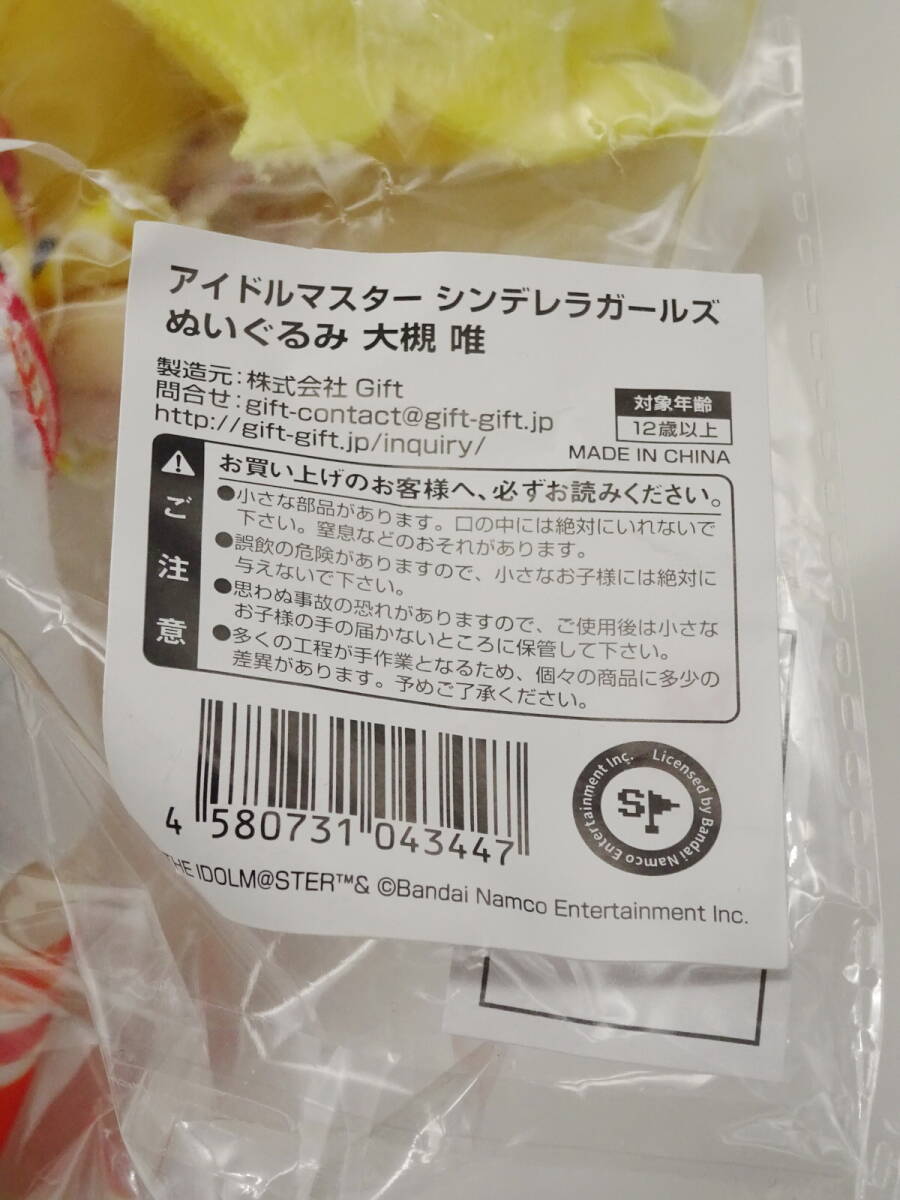 アイドルマスター シンデレラガールズ
ぬいぐるみ 大槻 唯
製造元:株式会社 Gift
問合せ:gift-contact@gift-gift.jp
http://gift-gift.jp/inquiry/
対象年齢
12歳以上
MADE IN CHINA
ご注意
お買い上げのお客様へ、必ずお読みください。
●小さな部品があります。口の中には絶対にいれないで
下さい。窒息などのおそれがあります。
●誤飲の危険がありますので、小さなお子様には絶対に
与えないで下さい。
●思わぬ事故の恐れがありますので、ご使用後は小さな
お子様の手の届かないところに保管して下さい。
●多くの工程が手作業となるため、個々の商品に多少の
差異があります。予めご了承ください。
4 580731 043447
Licensed by Bandai Namco Entertainment Inc.
S
THE IDOLM@STER™& ©Bandai Namco Entertainment Inc.